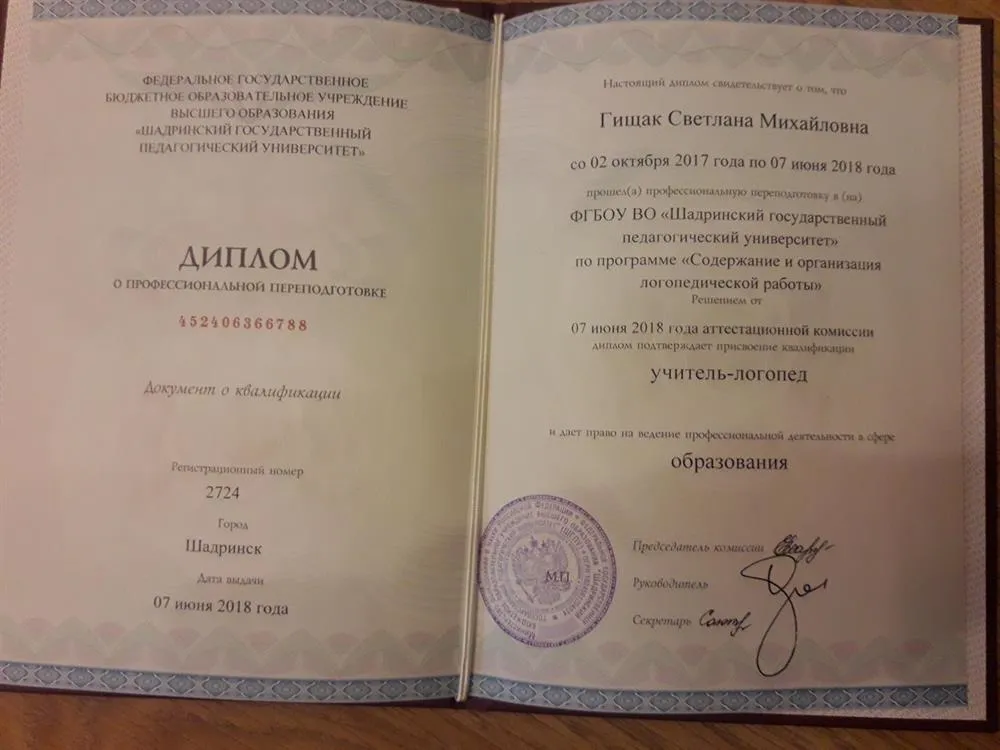 ФЕДЕРАЛЬНОЕ ГОСУДАРСТВЕННОЕ
БЮДЖЕТНОЕ ОБРАЗОВАТЕЛЬНОЕ УЧРЕЖДЕНИЕ
ВЫСШЕГО ОБРАЗОВАНИЯ
«ШАДРИНСКИЙ ГОСУДАРСТВЕННЫЙ
ПЕДАГОГИЧЕСКИЙ УНИВЕРСИТЕТ»
ДИПЛОМ
О ПРОФЕССИОНАЛЬНОЙ ПЕРЕПОДГОТОВКЕ
452406366788
Документ о квалификации
Регистрационный номер
2724
Город
Шадринск
Дата выдачи
07 июня 2018 года
Настоящий диплом свидетельствует о том, что
Гищак Светлана Михайловна
со 02 октября 2017 года по 07 июня 2018 года
прошел(а) профессиональную переподготовку в (на)
ФГБОУ ВО «Шадринский государственный
педагогический университет»
по программе «Содержание и организация
логопедической работы»
Решением от
07 июня 2018 года аттестационной комиссии
диплом подтверждает присвоение квалификации
учитель-логопед
и дает право на ведение профессиональной деятельности в сфере
образования
Председатель комиссии
М.П.
Руководитель
Секретарь